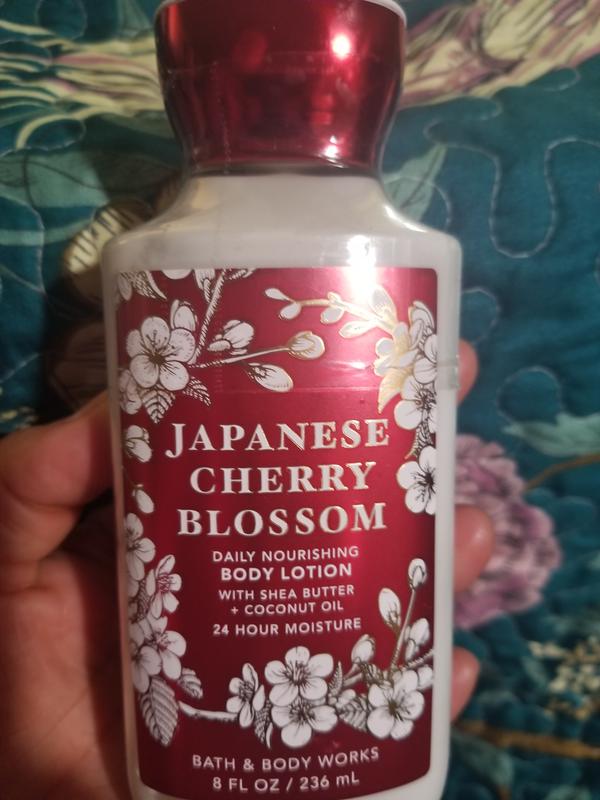 JAPANESE
CHERRY
BLOSSOM
DAILY NOURISHING
BODY LOTION
WITH SHEA BUTTER
+ COCONUT OIL
24 HOUR MOISTURE
BATH & BODY WORKS
8 FL OZ / 236 mL